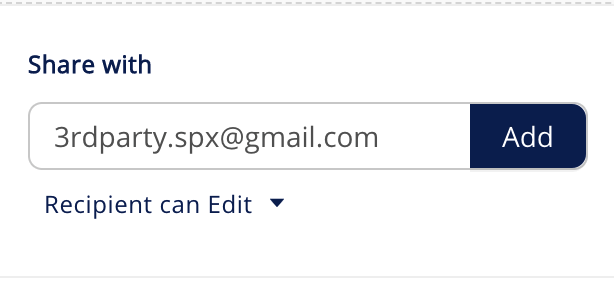 Share with
3rdparty.spx@gmail.com Add
Recipient can Edit